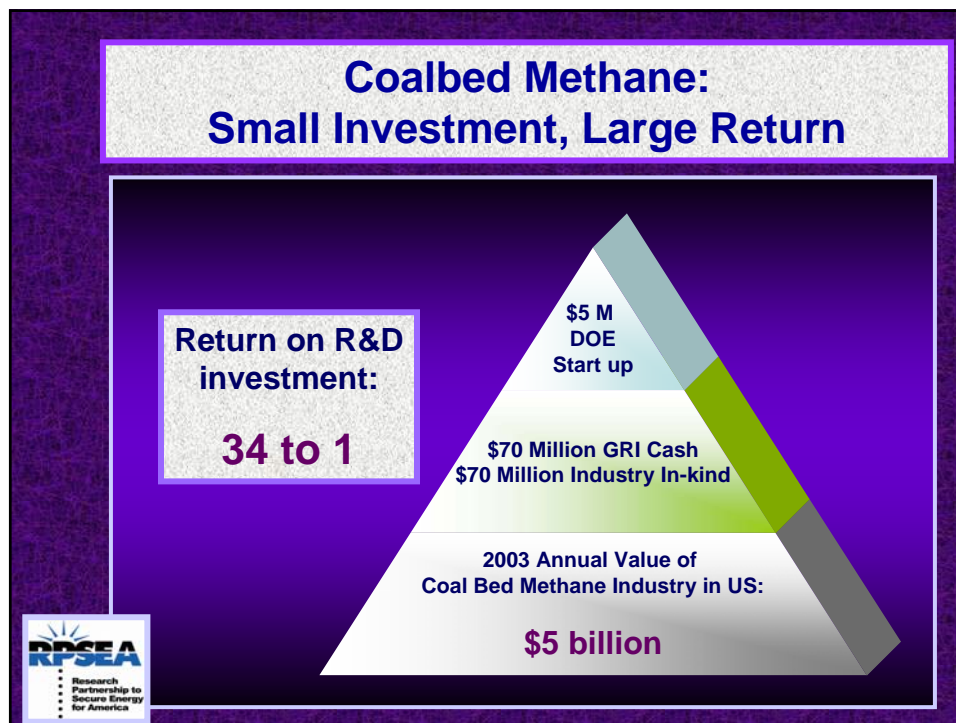 Coalbed Methane:
Small Investment, Large Return
Return on R&D
investment:
34 to 1
$5 M
DOE
Start up
$70 Million GRI Cash
$70 Million Industry In-kind
2003 Annual Value of
Coal Bed Methane Industry in US:
$5 billion
RPSEA
Research
Partnership to
Secure Energy
for America